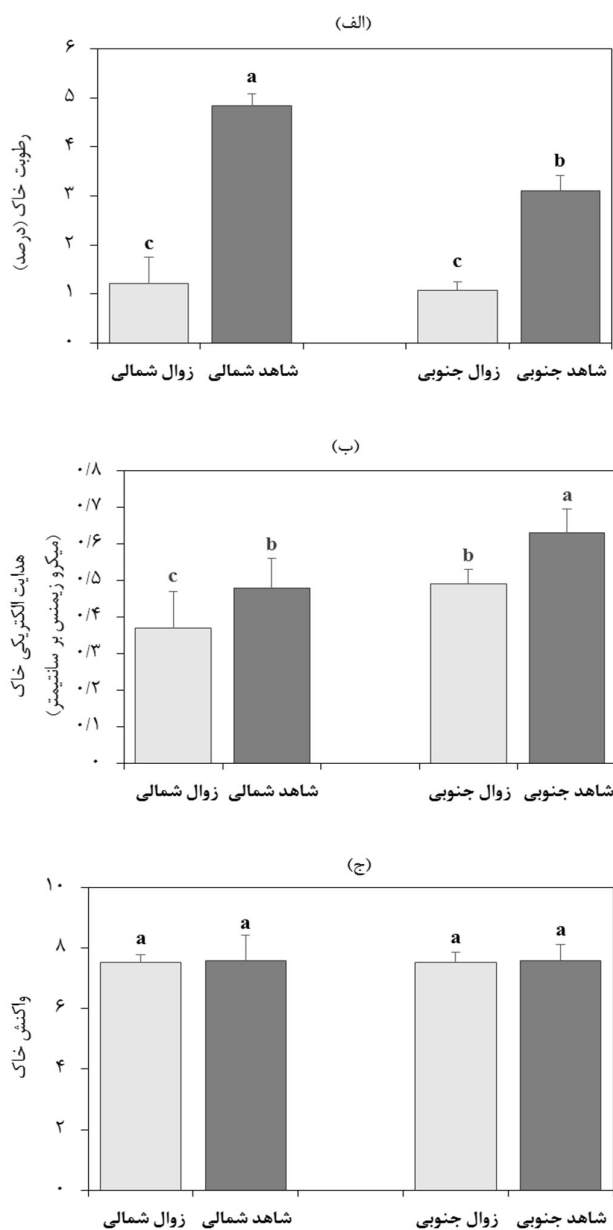 (الف)
رطوبت خاک (درصد)
۶
۵
۴
۳
۲
۱
۰
c
a
c
b
زوال شمالی
شاهد شمالی
زوال جنوبی
شاهد جنوبی
(ب)
هدایت الکتریکی خاک
(میکرو زیمنس بر سانتیمتر)
۰/۸
۰/۷
۰/۶
۰/۵
۰/۴
۰/۳
۰/۲
۰/۱
۰
c
b
b
a
زوال شمالی
شاهد شمالی
زوال جنوبی
شاهد جنوبی
(ج)
واکنش خاک
۱۰
۸
۶
۴
۲
۰
a
a
a
a
زوال شمالی
شاهد شمالی
زوال جنوبی
شاهد جنوبی